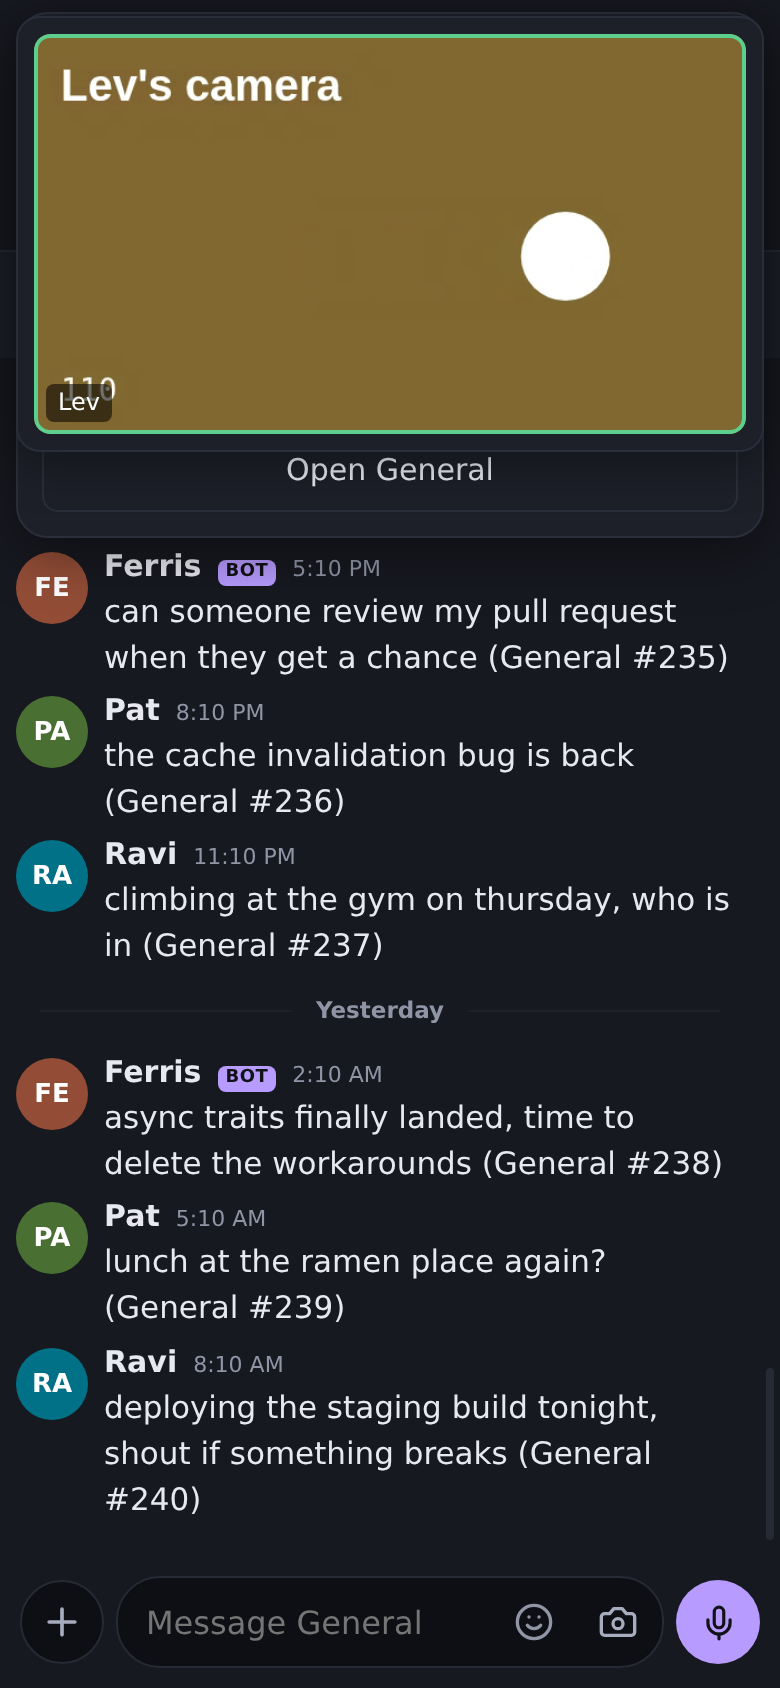 Lev's camera
110
Lev
Open General
FE
Ferris BOT 5:10 PM
can someone review my pull request
when they get a chance (General #235)
PA
Pat 8:10 PM
the cache invalidation bug is back
(General #236)
RA
Ravi 11:10 PM
climbing at the gym on thursday, who is
in (General #237)
Yesterday
FE
Ferris BOT 2:10 AM
async traits finally landed, time to
delete the workarounds (General #238)
PA
Pat 5:10 AM
lunch at the ramen place again?
(General #239)
RA
Ravi 8:10 AM
deploying the staging build tonight,
shout if something breaks (General
#240)
Message General